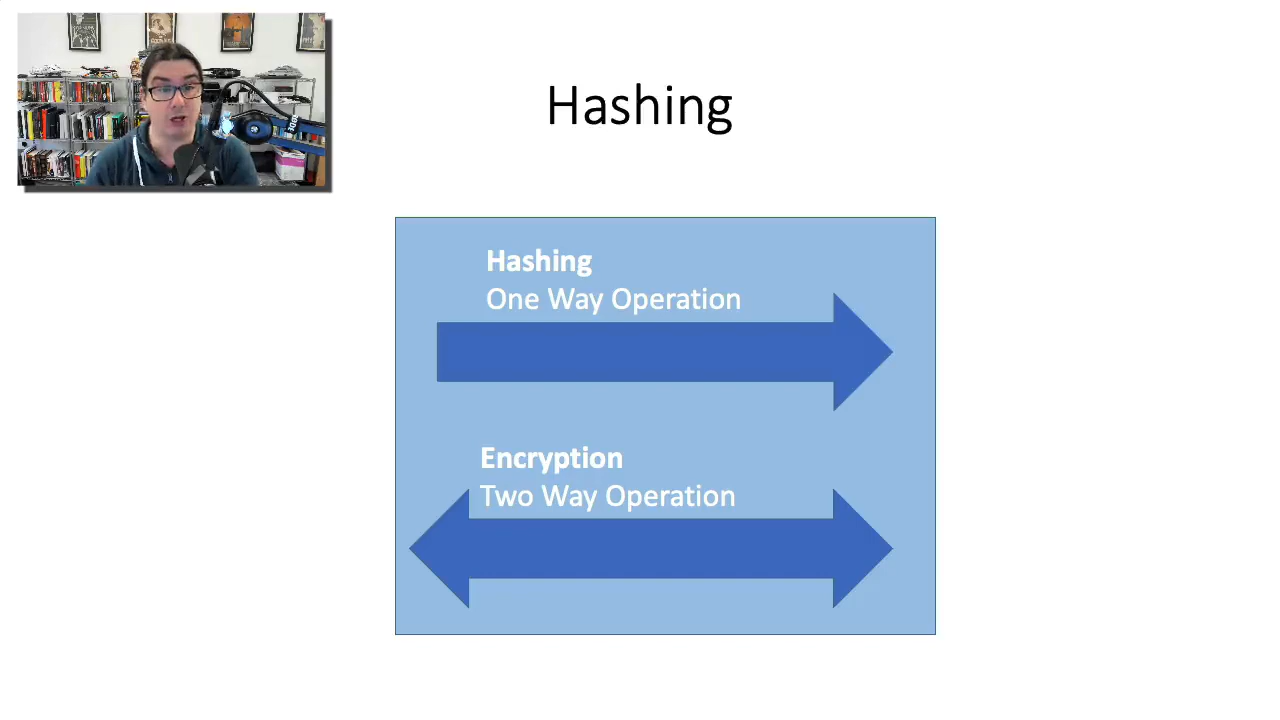 Hashing
Hashing
One Way Operation
Encryption
Two Way Operation